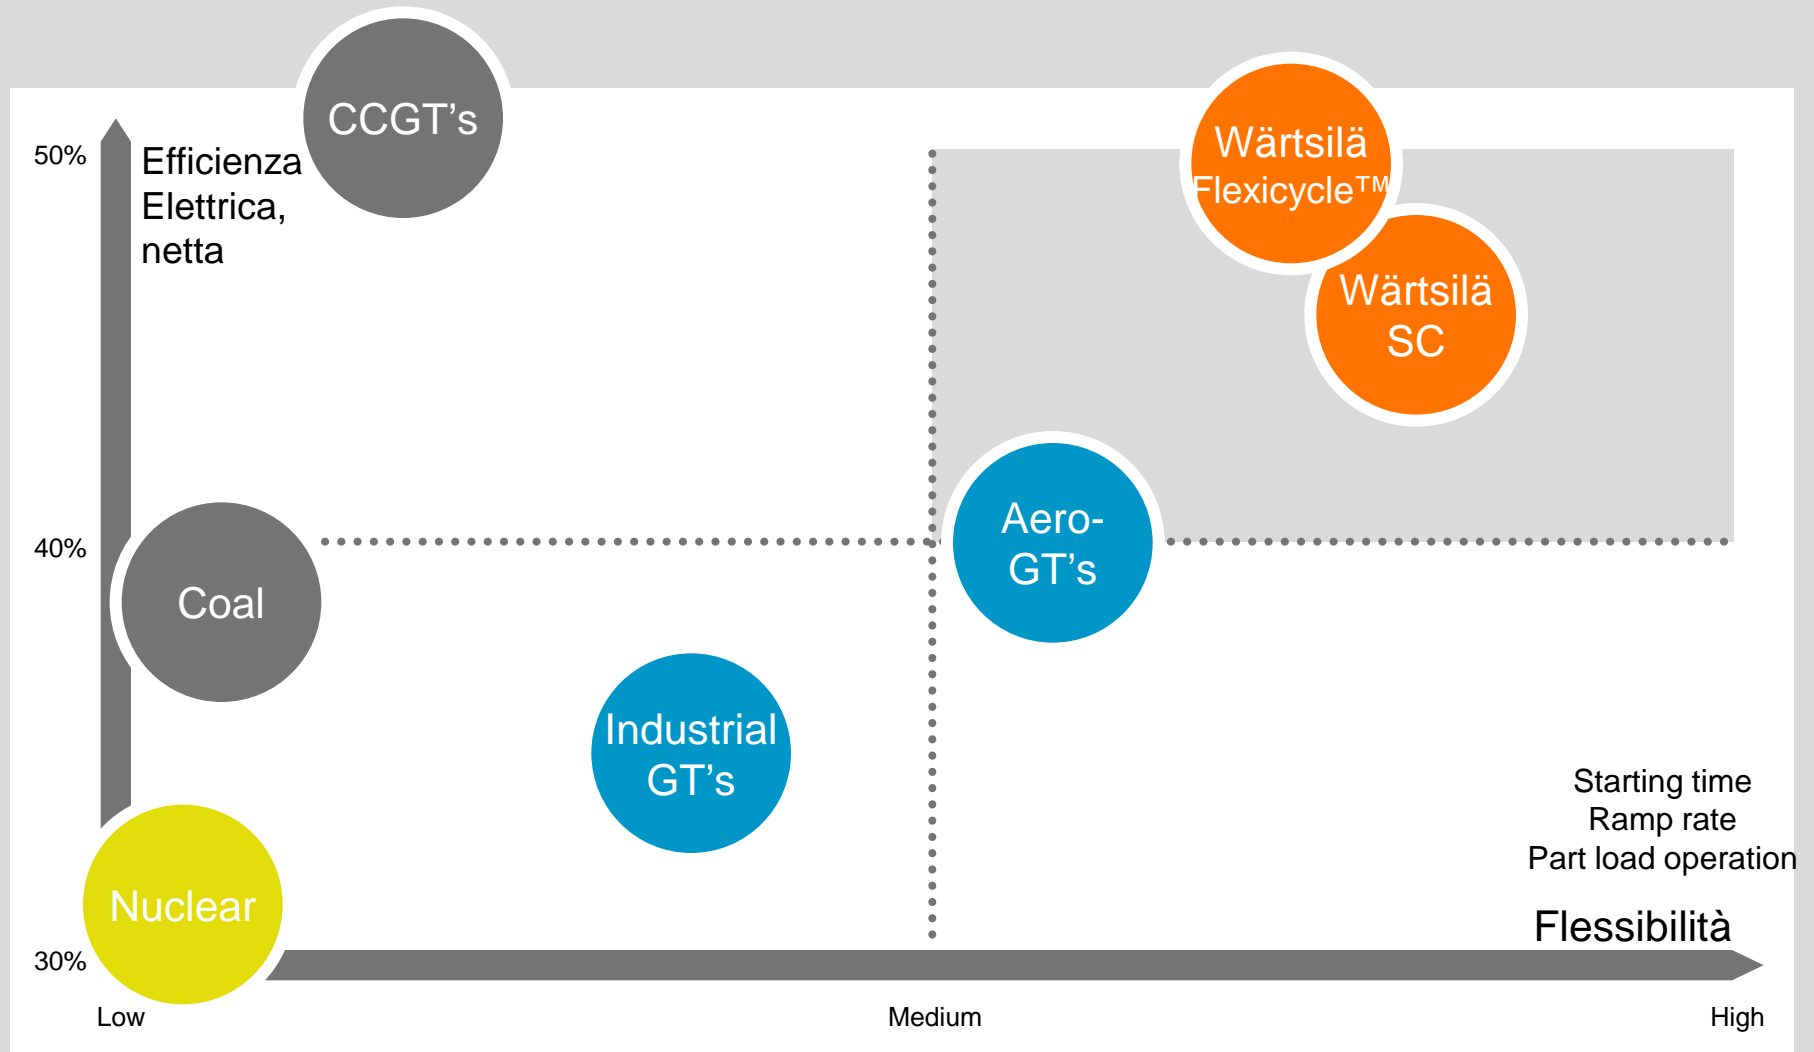 CCGT's
50%
Efficienza
Elettrica,
netta
Wärtsilä
Flexicycle™
Wärtsilä
SC
40%
Aero-
GT's
Coal
Industrial
GT's
Starting time
Ramp rate
Part load operation
Nuclear
Flessibilità
30%
Low
Medium
High